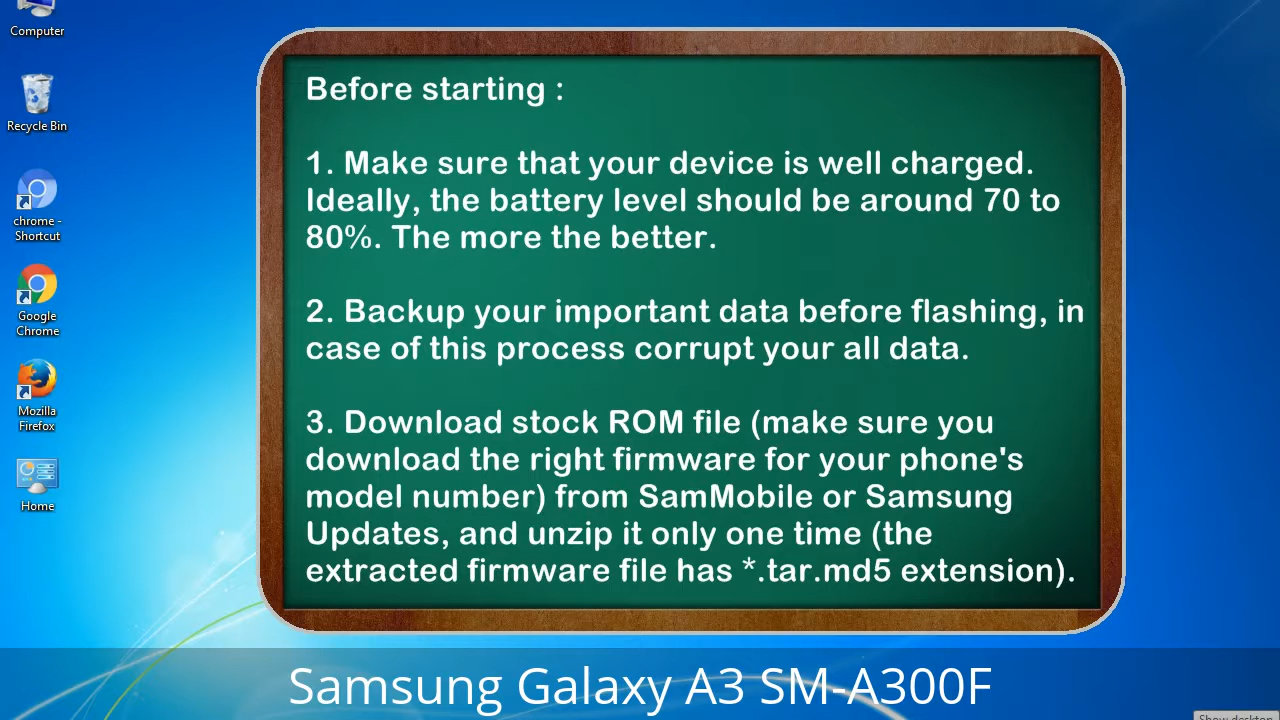 Computer
Recycle Bin
chrome -
Shortcut
Google
Chrome
Mozilla
Firefox
Home
Before starting :
1. Make sure that your device is well charged.
Ideally, the battery level should be around 70 to
80%. The more the better.
2. Backup your important data before flashing, in
case of this process corrupt your all data.
3. Download stock ROM file (make sure you
download the right firmware for your phone's
model number) from SamMobile or Samsung
Updates, and unzip it only one time (the
extracted firmware file has *.tar.md5 extension).
Samsung Galaxy A3 SM-A300F
Show desktop